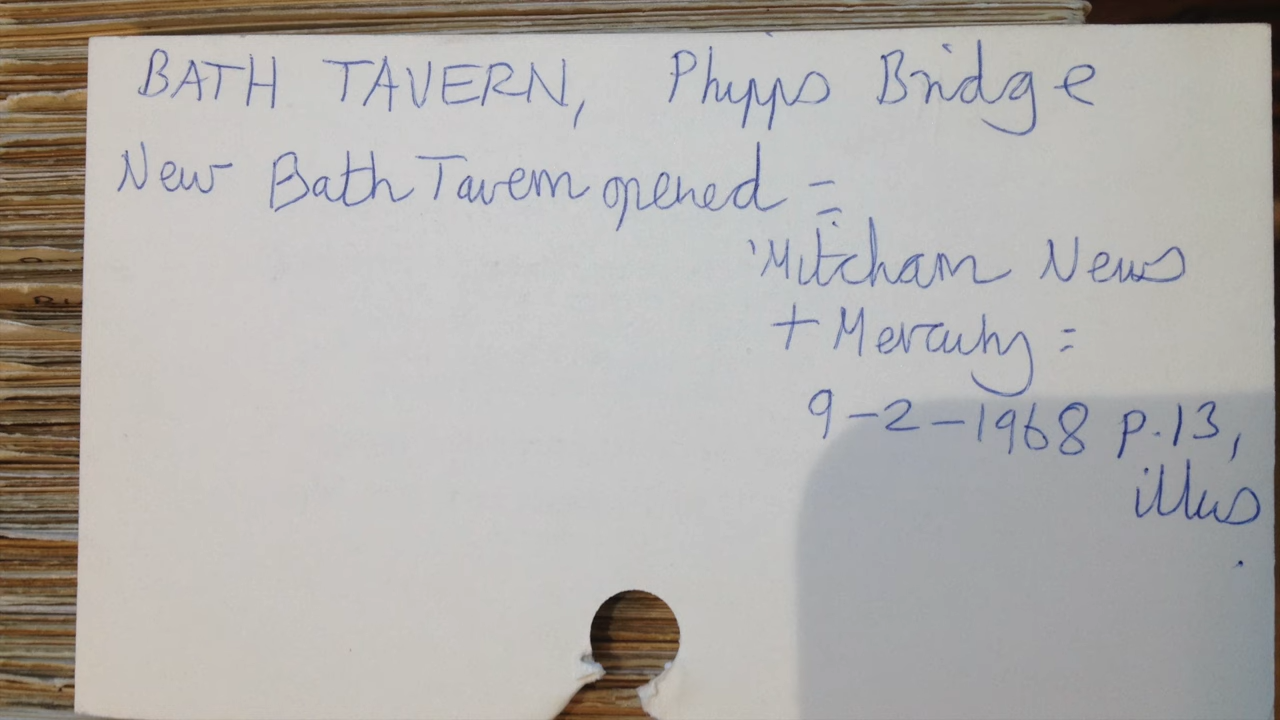 BATH TAVERN, Phipps Bridge
New Bath Tavern opened =
'Mitcham News
+ Mercury =
9-2-1968 p.13,
illus
.